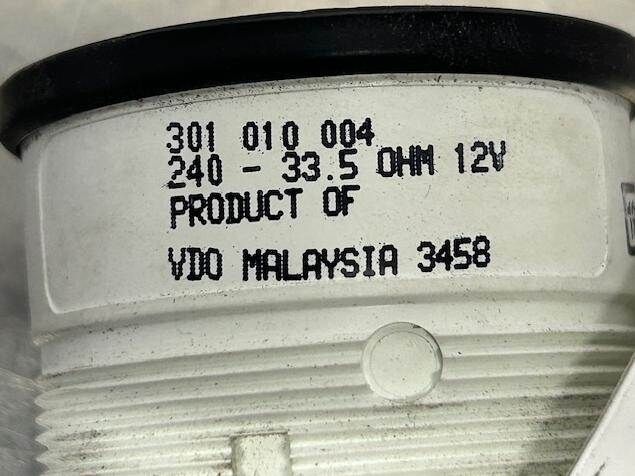 301 010 004
240 - 33.5 OHM 12V
PRODUCT OF
VDO MALAYSIA 3458